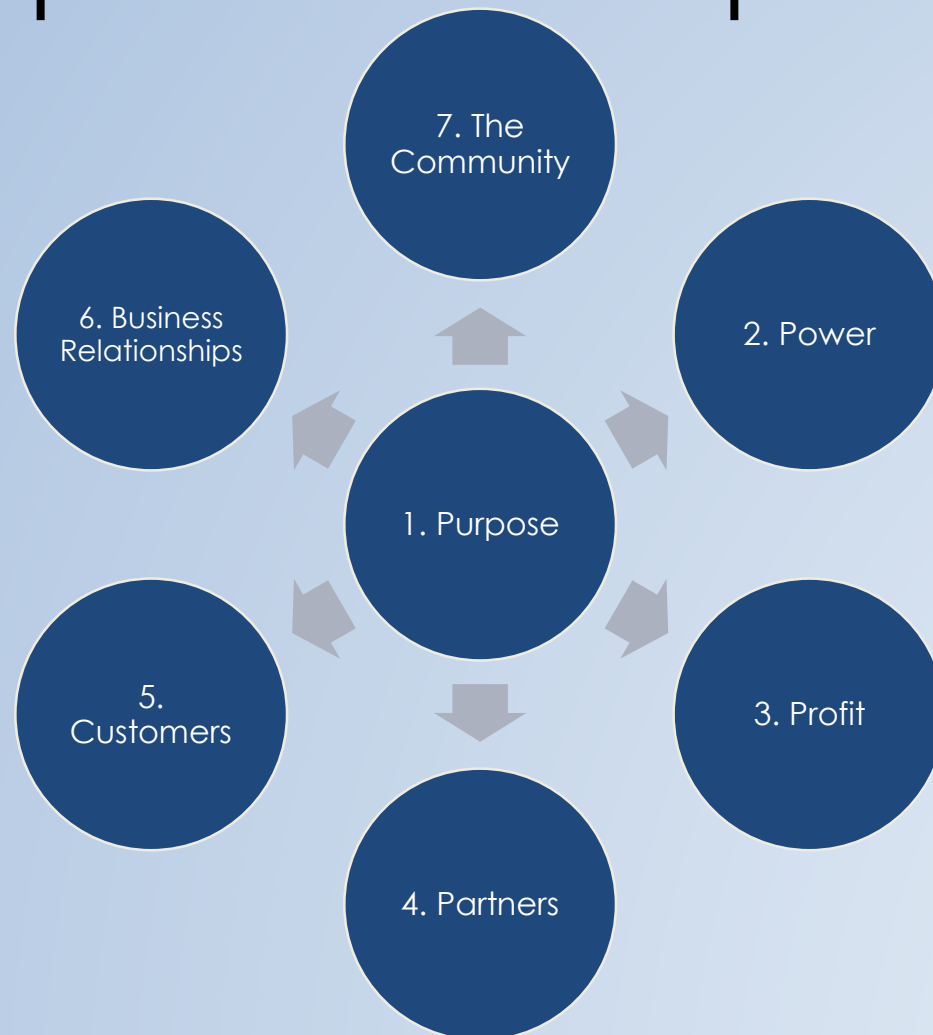 7. The
Community
6. Business
Relationships
2. Power
1. Purpose
5.
Customers
3. Profit
4. Partners